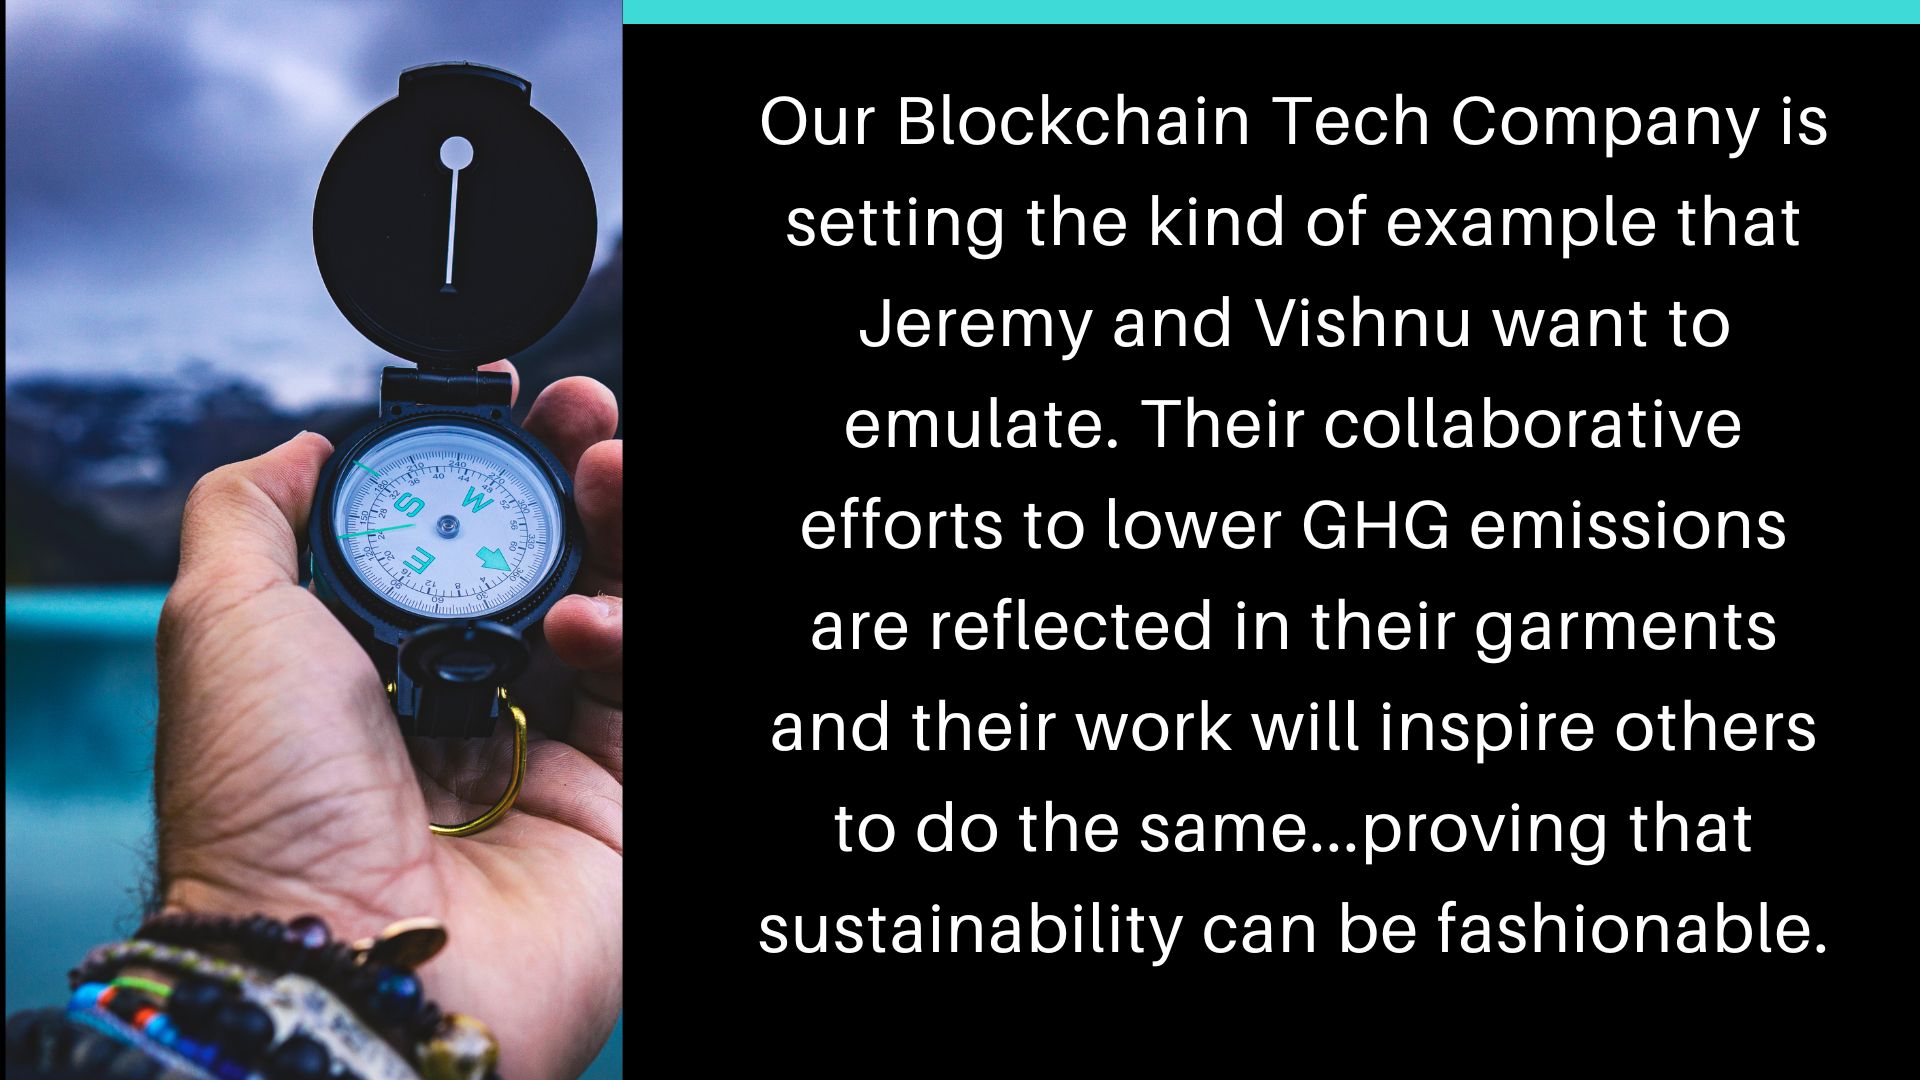 Our Blockchain Tech Company is
setting the kind of example that
Jeremy and Vishnu want to
emulate. Their collaborative
efforts to lower GHG emissions
are reflected in their garments
and their work will inspire others
to do the same...proving that
sustainability can be fashionable.
S
W
E